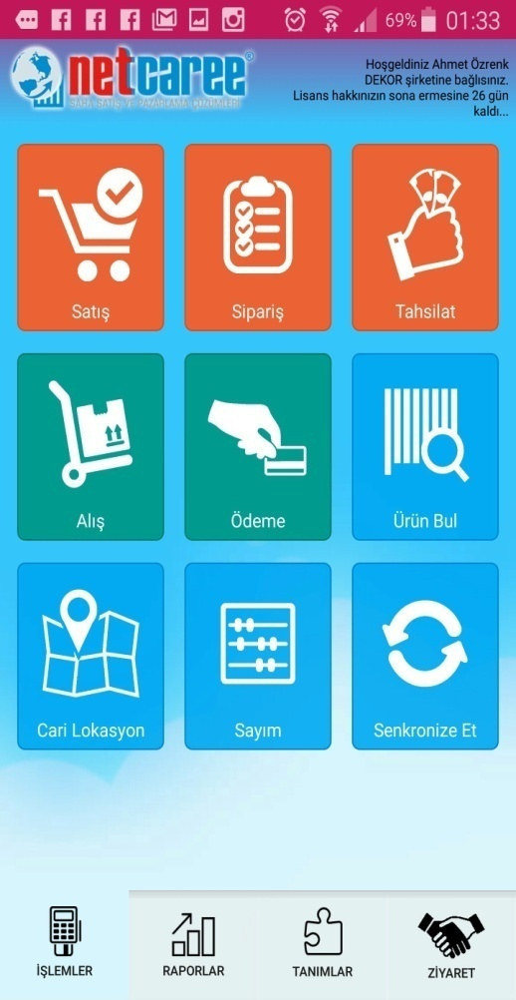 69% 01:33
netcaree®
SAHA SATIŞ VE PAZARLAMA ÇÖZÜMLERİ
Hoşgeldiniz Ahmet Özrenk
DEKOR şirketine bağlısınız.
Lisans hakkınızın sona ermesine 26 gün
kaldı...
Satış
Sipariş
Tahsilat
Alış
Ödeme
Ürün Bul
Cari Lokasyon
Sayım
Senkronize Et
İŞLEMLER
RAPORLAR
TANIMLAR
ZİYARET